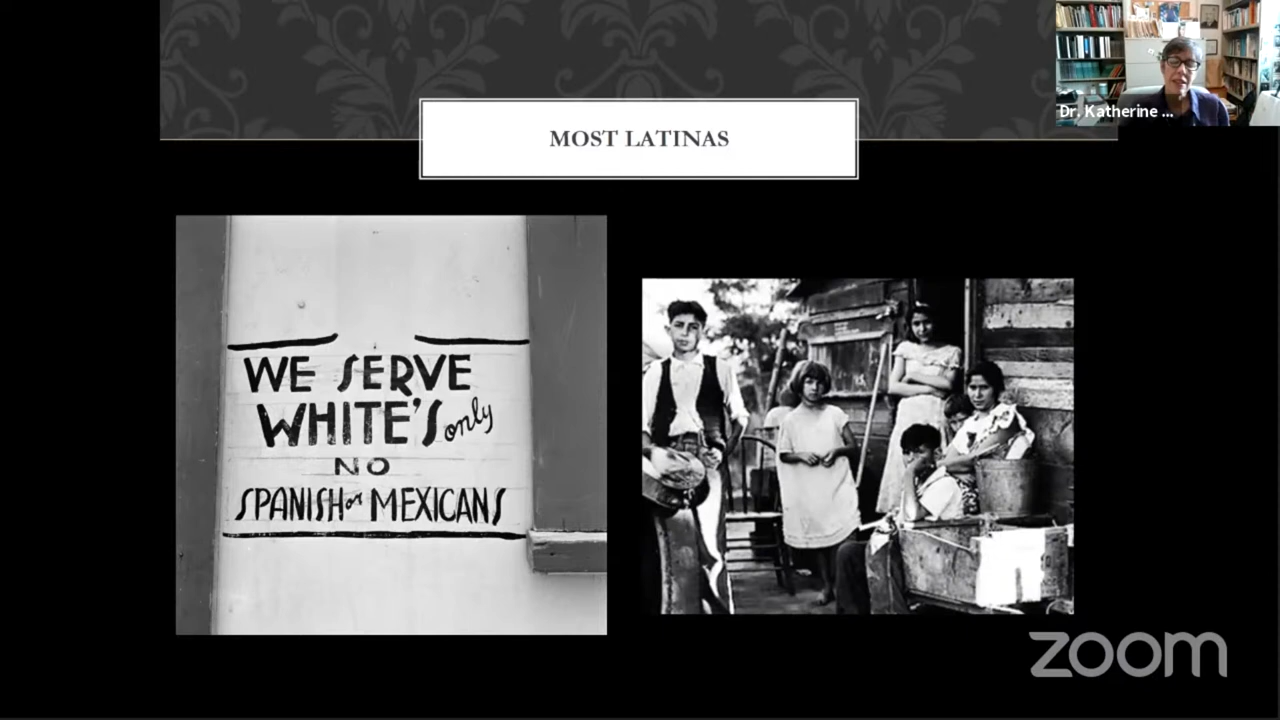 MOST LATINAS
Dr. Katherine ...
WE SERVE
WHITE'S only
NO
SPANISH or MEXICANS
zoom